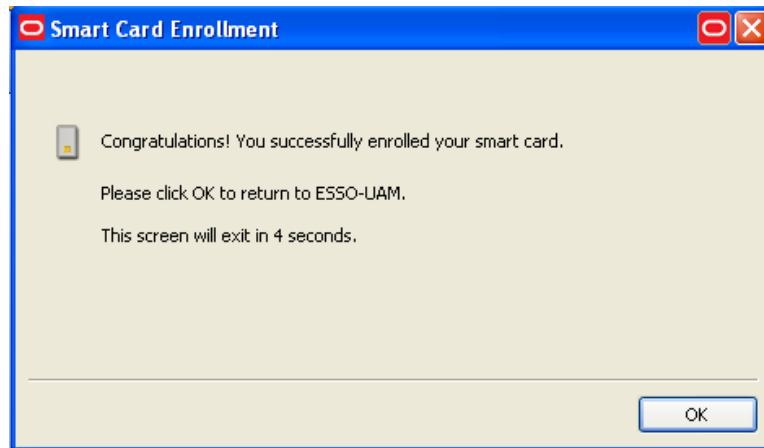 Smart Card Enrollment
Congratulations! You successfully enrolled your smart card.
Please click OK to return to ESSO-UAM.
This screen will exit in 4 seconds.
OK